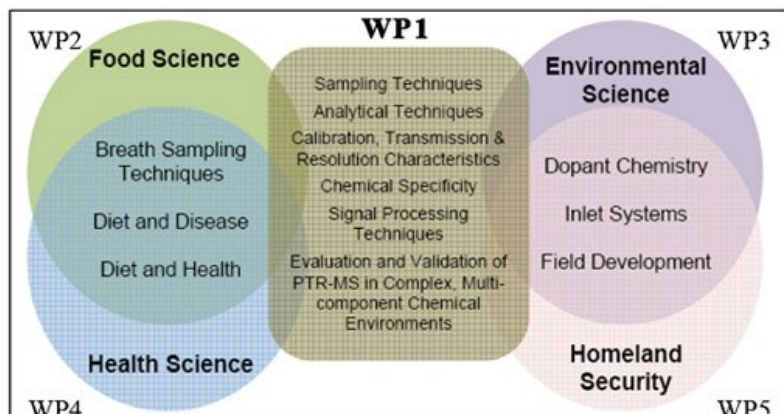 WP1
WP2
WP3
Food Science
Environmental
Science
Breath Sampling
Techniques
Diet and Disease
Diet and Health
Sampling Techniques
Analytical Techniques
Calibration, Transmission &
Resolution Characteristics
Chemical Specificity
Signal Processing
Techniques
Evaluation and Validation of
PTR-MS in Complex, Multi-
component Chemical
Environments
Dopant Chemistry
Inlet Systems
Field Development
Health Science
Homeland
Security
WP4
WP5